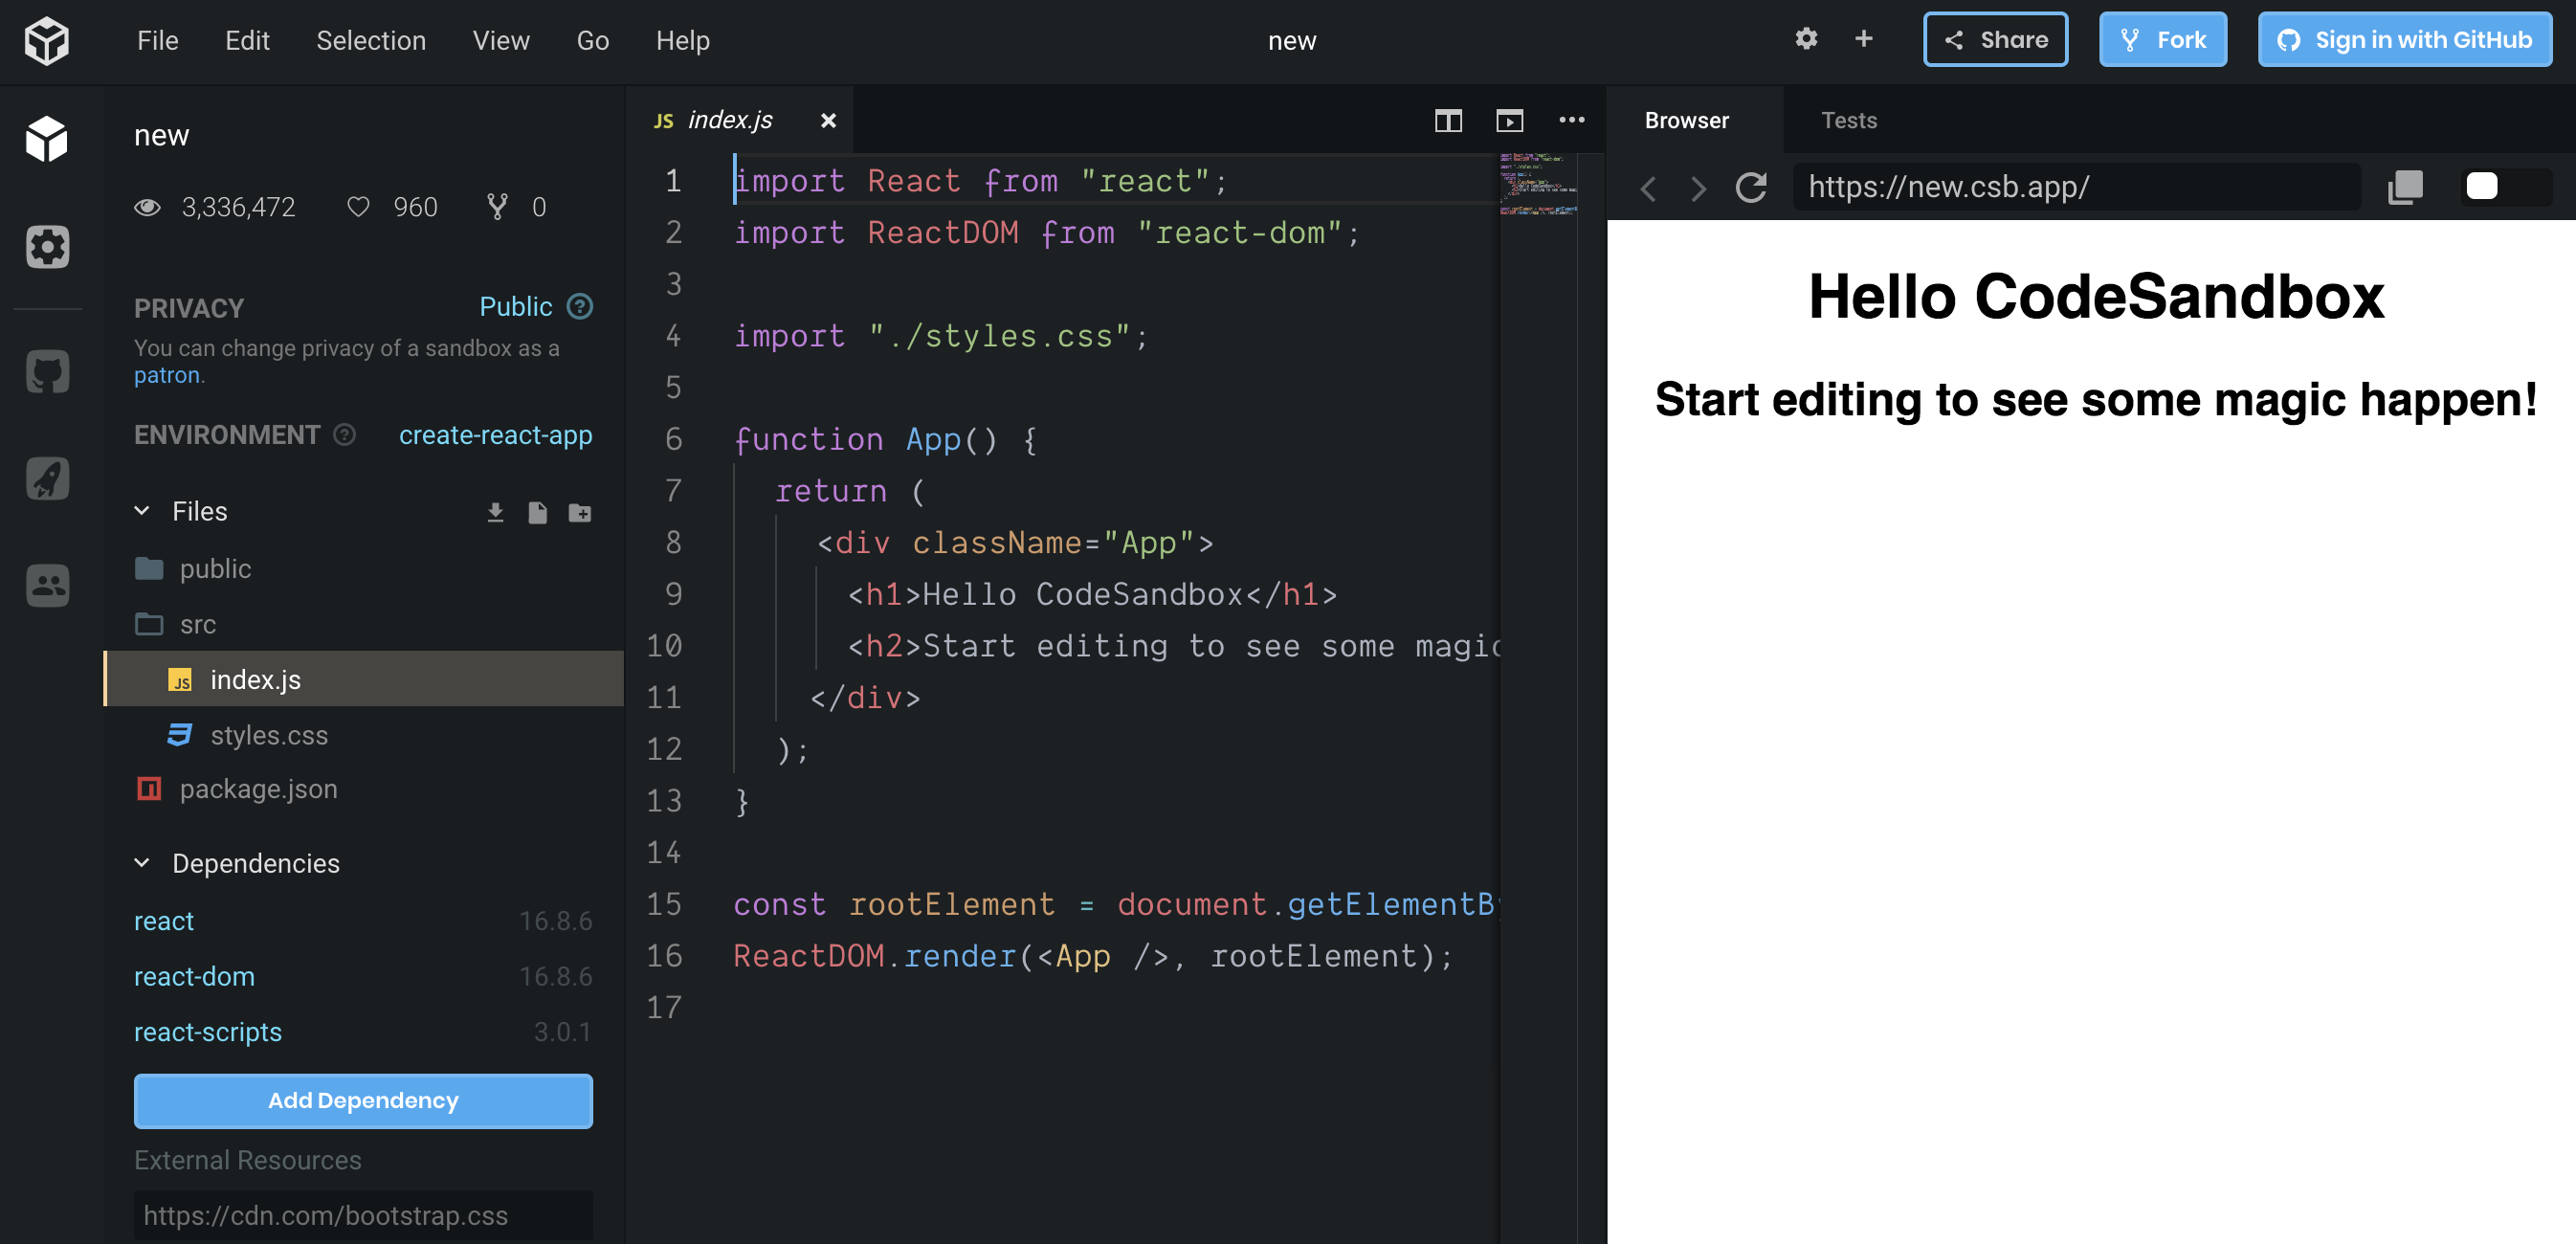 File Edit Selection View Go Help
new
Share
Fork
Sign in with GitHub
new
3,336,472 960 0
PRIVACY Public ?
You can change privacy of a sandbox as a
patron.
ENVIRONMENT ? create-react-app
Files
public
src
JS index.js
styles.css
package.json
Dependencies
react 16.8.6
react-dom 16.8.6
react-scripts 3.0.1
Add Dependency
External Resources
https://cdn.com/bootstrap.css
JS index.js
1 import React from "react";
2 import ReactDOM from "react-dom";
3
4 import "./styles.css";
5
6 function App() {
7 return (
8 <div className="App">
9 <h1>Hello CodeSandbox</h1>
10 <h2>Start editing to see some magic
11 </div>
12 );
13 }
14
15 const rootElement = document.getElementB
16 ReactDOM.render(<App />, rootElement);
17
Browser Tests
https://new.csb.app/
Hello CodeSandbox
Start editing to see some magic happen!